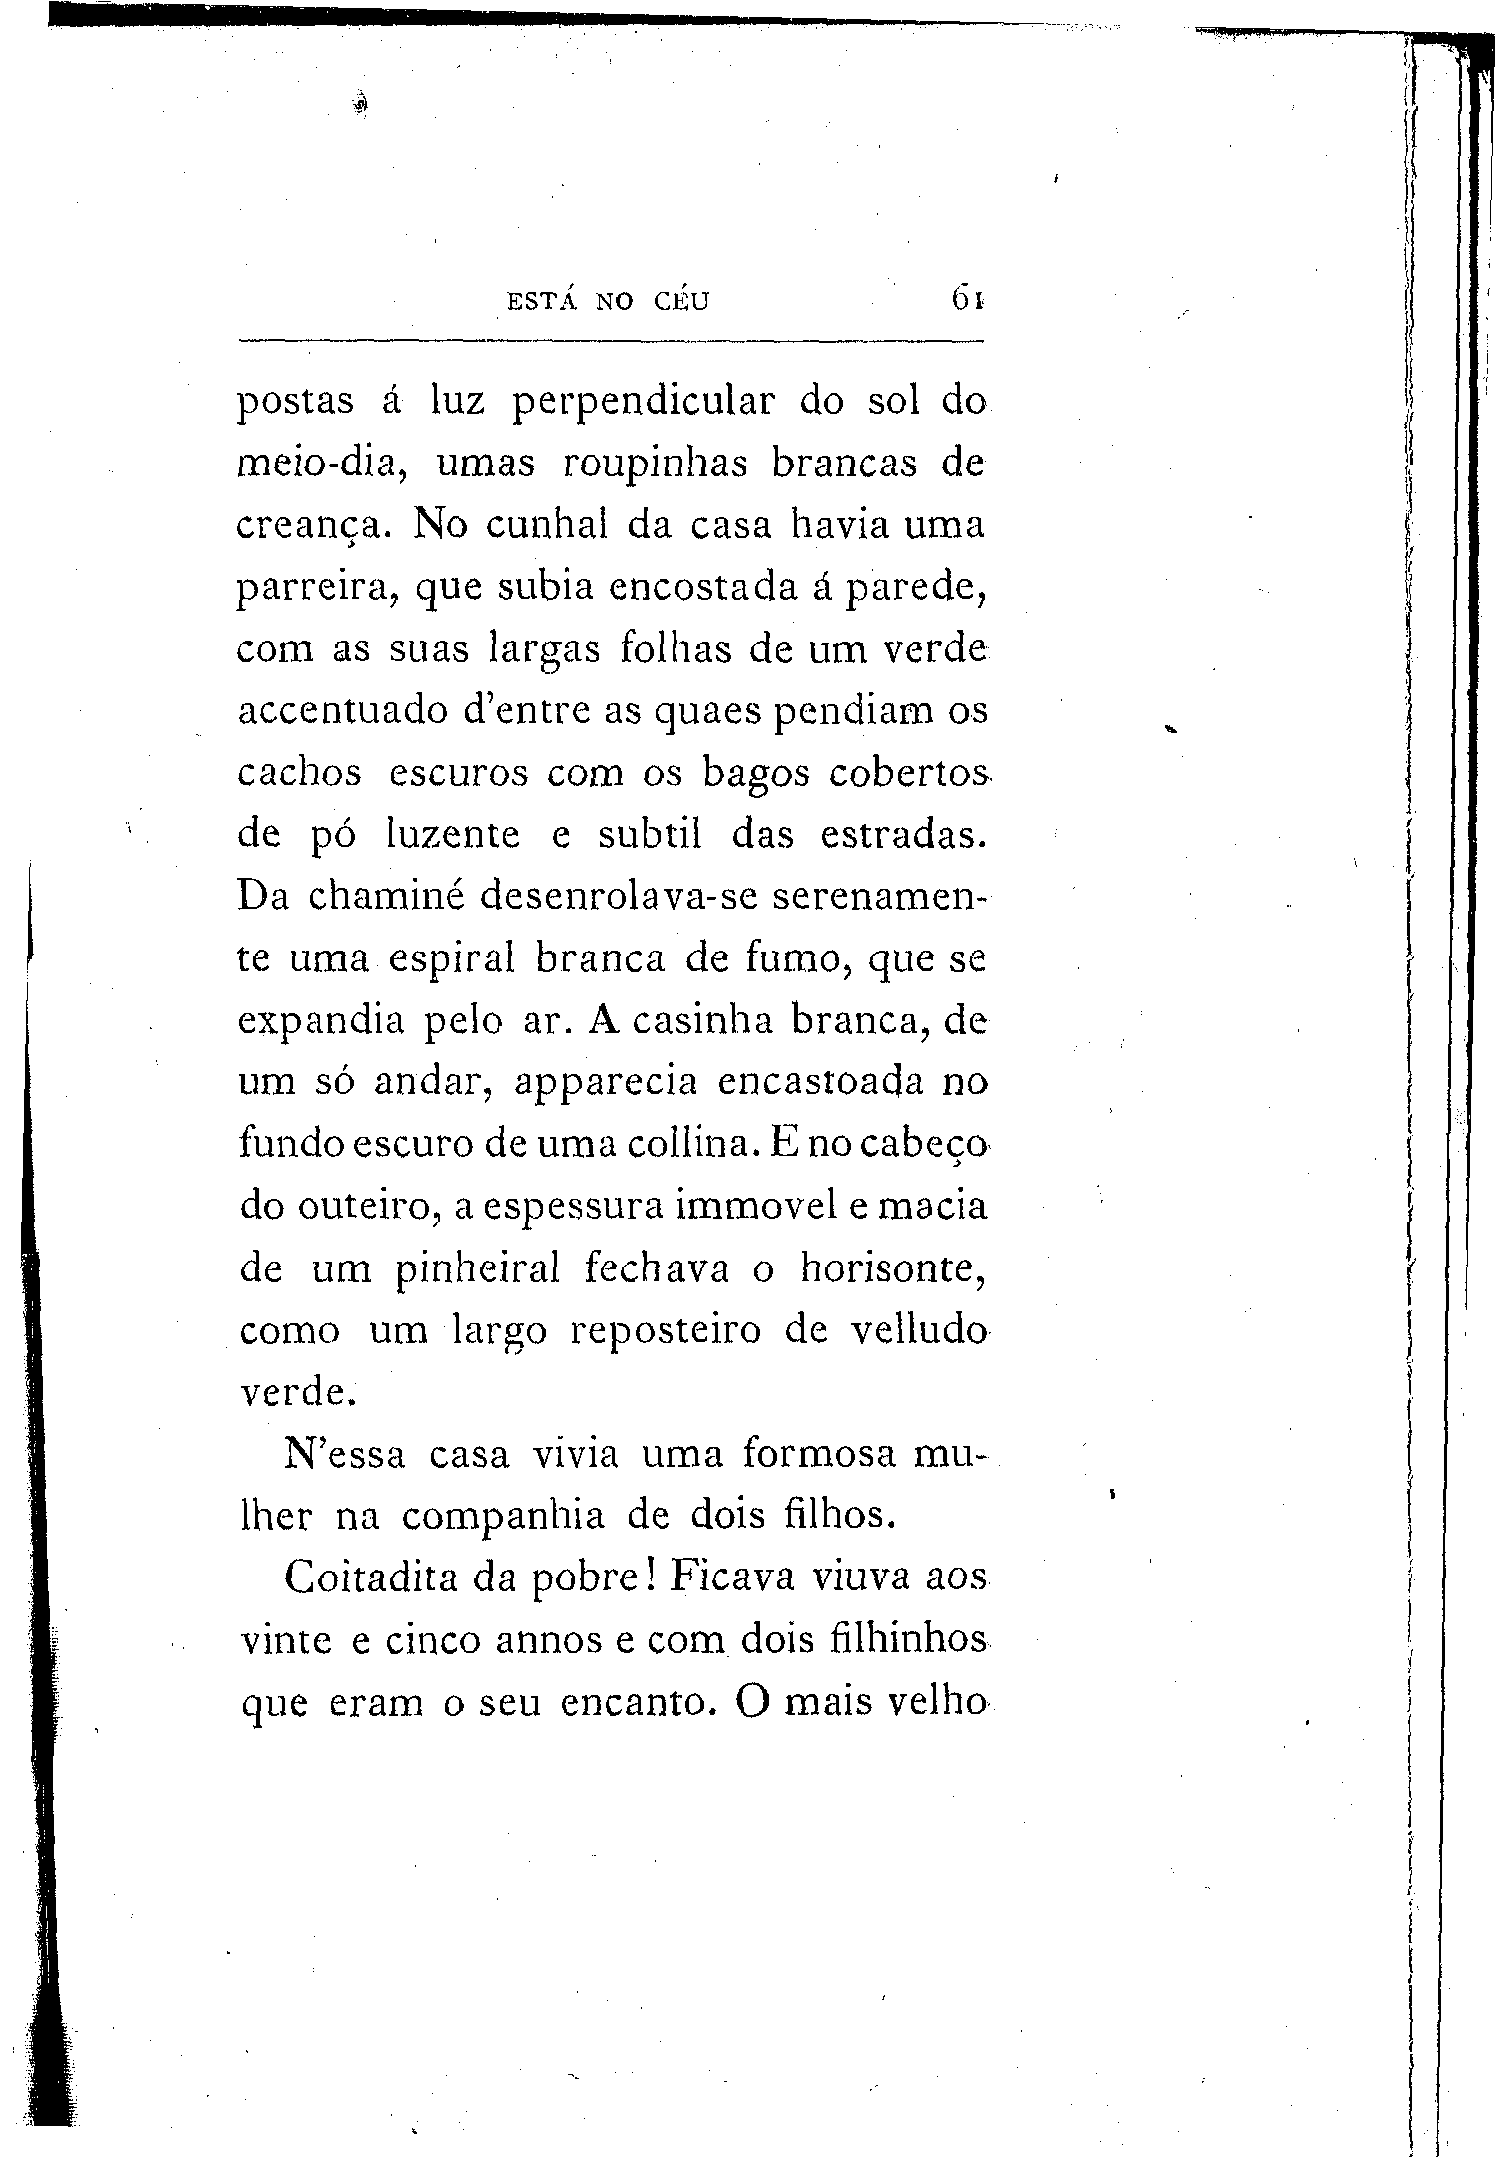 ESTÁ NO CÉU 61
postas á luz perpendicular do sol do
meio-dia, umas roupinhas brancas de
creança. No cunhal da casa havia uma
parreira, que subia encostada á parede,
com as suas largas folhas de um verde
accentuado d'entre as quaes pendiam os
cachos escuros com os bagos cobertos
de pó luzente e subtil das estradas.
Da chaminé desenrolava-se serenamen-
te uma espiral branca de fumo, que se
expandia pelo ar. A casinha branca, de
um só andar, apparecia encastoada no
fundo escuro de uma collina. E no cabeço
do outeiro, a espessura immovel e macia
de um pinheiral fechava o horisonte,
como um largo reposteiro de velludo
verde.
N'essa casa vivia uma formosa mu-
lher na companhia de dois filhos.
Coitadita da pobre! Ficava viuva aos
vinte e cinco annos e com dois filhinhos
que eram o seu encanto. O mais velho